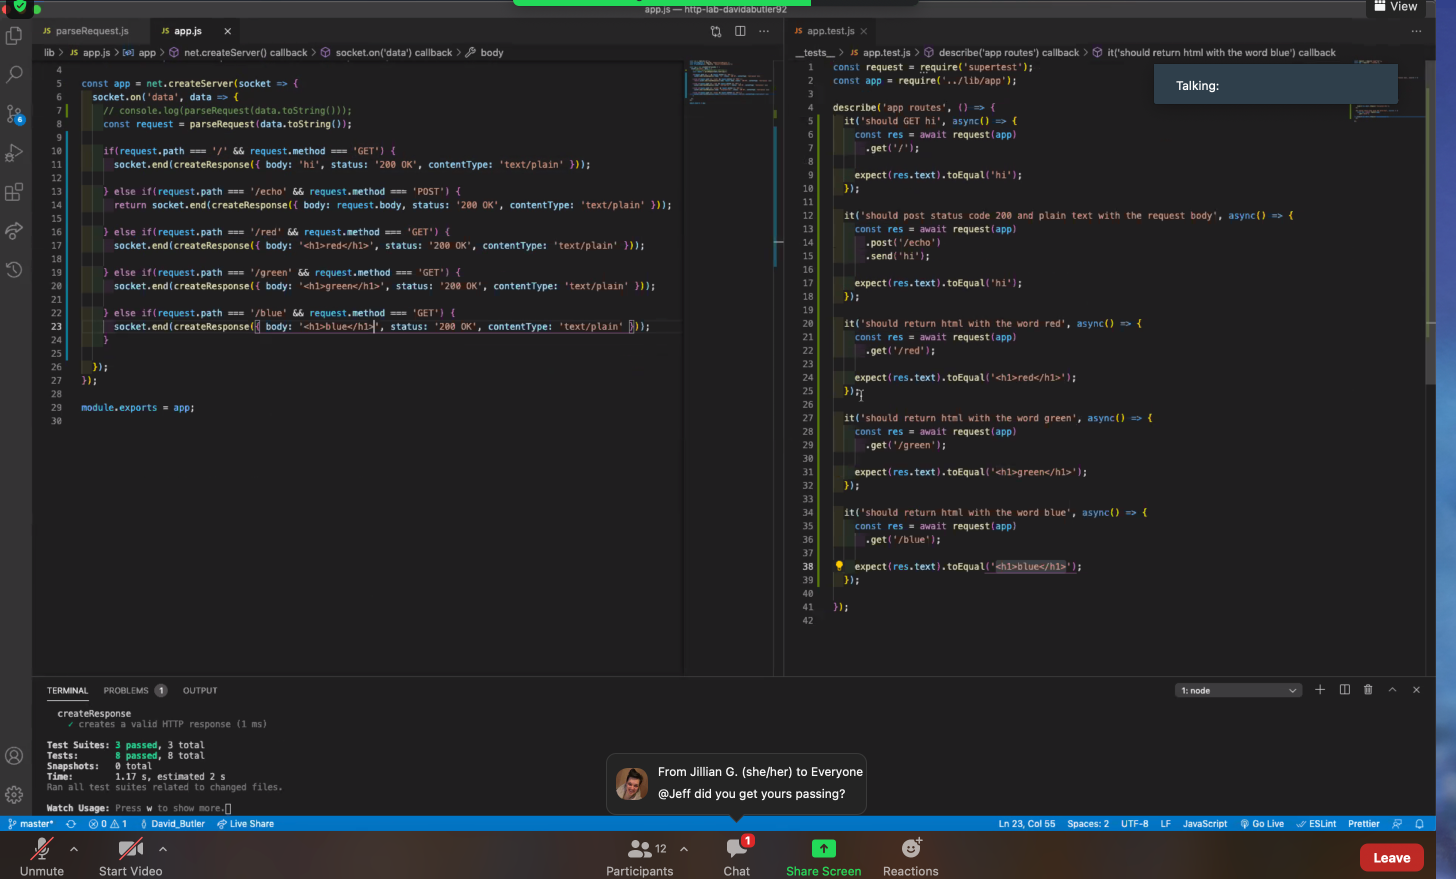 app.js — http-lab-davidabutler92
View
JS parseRequest.js
JS app.js
JS app.test.js
lib > JS app.js > app > net.createServer() callback > socket.on('data') callback > body
__tests__ > JS app.test.js > describe('app routes') callback > it('should return html with the word blue') callback
Talking:
4
5 const app = net.createServer(socket => {
6 socket.on('data', data => {
7 // console.log(parseRequest(data.toString()));
8 const request = parseRequest(data.toString());
9
10 if(request.path === '/' && request.method === 'GET') {
11 socket.end(createResponse({ body: 'hi', status: '200 OK', contentType: 'text/plain' }));
12
13 } else if(request.path === '/echo' && request.method === 'POST') {
14 return socket.end(createResponse({ body: request.body, status: '200 OK', contentType: 'text/plain' }));
15
16 } else if(request.path === '/red' && request.method === 'GET') {
17 socket.end(createResponse({ body: '<h1>red</h1>', status: '200 OK', contentType: 'text/plain' }));
18
19 } else if(request.path === '/green' && request.method === 'GET') {
20 socket.end(createResponse({ body: '<h1>green</h1>', status: '200 OK', contentType: 'text/plain' }));
21
22 } else if(request.path === '/blue' && request.method === 'GET') {
23 socket.end(createResponse({ body: '<h1>blue</h1>', status: '200 OK', contentType: 'text/plain' }));
24 }
25
26 });
27 });
28
29 module.exports = app;
30
1 const request = require('supertest');
2 const app = require('../lib/app');
3
4 describe('app routes', () => {
5 it('should GET hi', async() => {
6 const res = await request(app)
7 .get('/');
8
9 expect(res.text).toEqual('hi');
10 });
11
12 it('should post status code 200 and plain text with the request body', async() => {
13 const res = await request(app)
14 .post('/echo')
15 .send('hi');
16
17 expect(res.text).toEqual('hi');
18 });
19
20 it('should return html with the word red', async() => {
21 const res = await request(app)
22 .get('/red');
23
24 expect(res.text).toEqual('<h1>red</h1>');
25 });
26
27 it('should return html with the word green', async() => {
28 const res = await request(app)
29 .get('/green');
30
31 expect(res.text).toEqual('<h1>green</h1>');
32 });
33
34 it('should return html with the word blue', async() => {
35 const res = await request(app)
36 .get('/blue');
37
38 expect(res.text).toEqual('<h1>blue</h1>');
39 });
40
41 });
42
6
TERMINAL PROBLEMS 1 OUTPUT
1: node
createResponse
✓ creates a valid HTTP response (1 ms)
Test Suites: 3 passed, 3 total
Tests: 8 passed, 8 total
Snapshots: 0 total
Time: 1.17 s, estimated 2 s
Ran all test suites related to changed files.
Watch Usage: Press w to show more.
From Jillian G. (she/her) to Everyone
@Jeff did you get yours passing?
master* 0 1 David_Butler Live Share
Ln 23, Col 55 Spaces: 2 UTF-8 LF JavaScript Go Live ESLint Prettier
Unmute
Start Video
12
Participants
1
Chat
Share Screen
Reactions
Leave